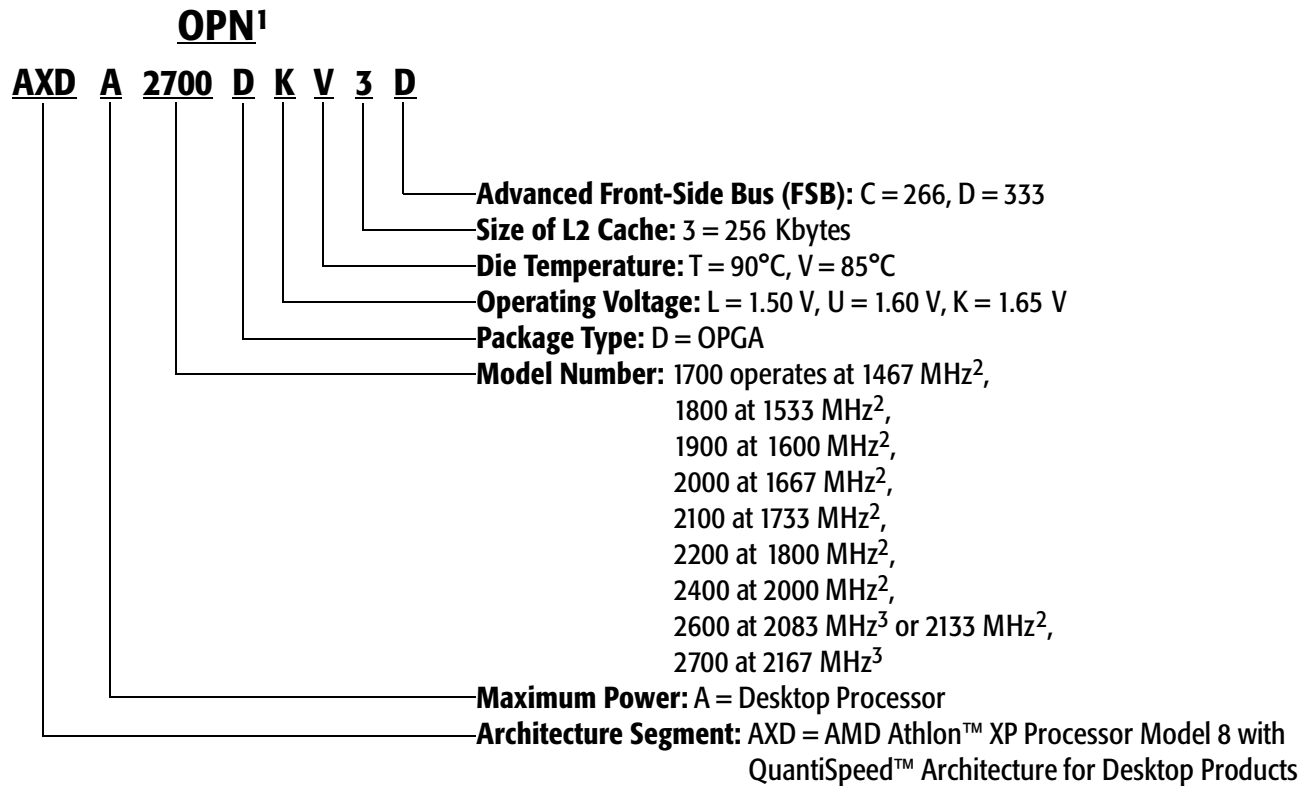 OPN¹
AXD A 2700 D K V 3 D
Advanced Front-Side Bus (FSB): C = 266, D = 333
Size of L2 Cache: 3 = 256 Kbytes
Die Temperature: T = 90°C, V = 85°C
Operating Voltage: L = 1.50 V, U = 1.60 V, K = 1.65 V
Package Type: D = OPGA
Model Number: 1700 operates at 1467 MHz²,
1800 at 1533 MHz²,
1900 at 1600 MHz²,
2000 at 1667 MHz²,
2100 at 1733 MHz²,
2200 at 1800 MHz²,
2400 at 2000 MHz²,
2600 at 2083 MHz³ or 2133 MHz²,
2700 at 2167 MHz³
Maximum Power: A = Desktop Processor
Architecture Segment: AXD = AMD Athlon™ XP Processor Model 8 with
QuantiSpeed™ Architecture for Desktop Products